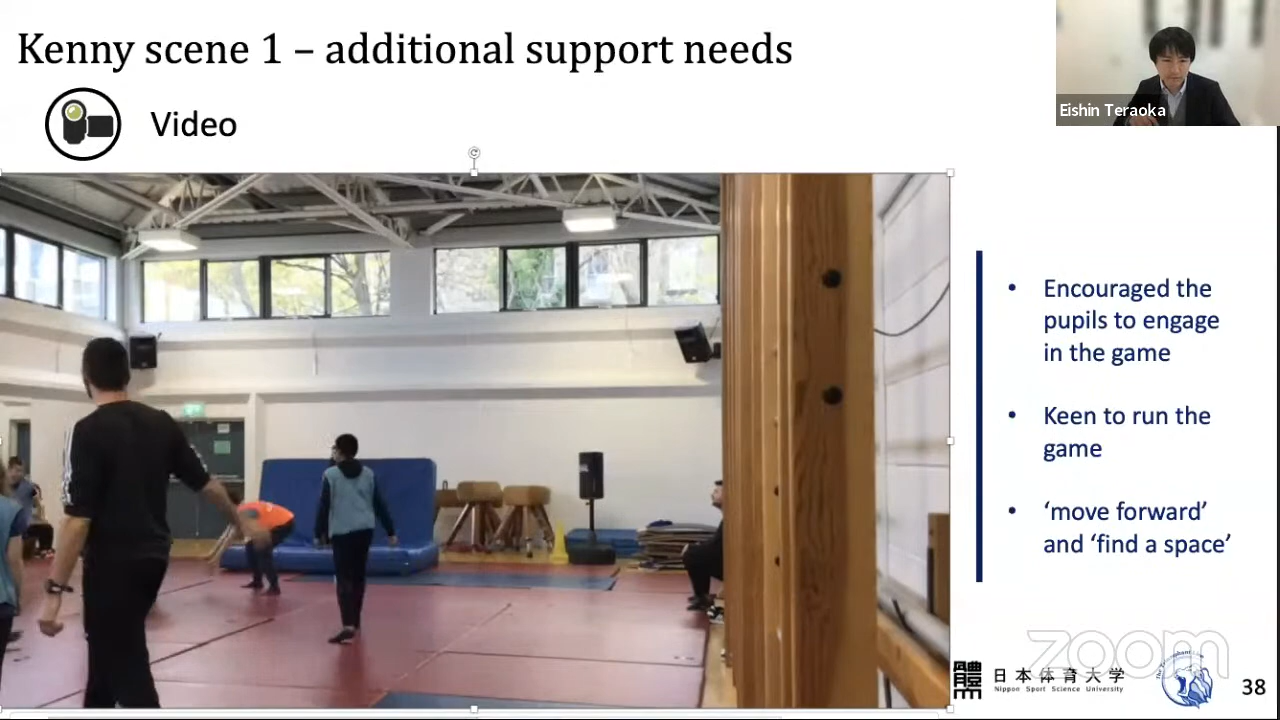 Kenny scene 1 – additional support needs
Eishin Teraoka
Video
• Encouraged the
pupils to engage
in the game
• Keen to run the
game
• ‘move forward’
and ‘find a space’
zoom
日本体育大学
Nippon Sport Science University
38